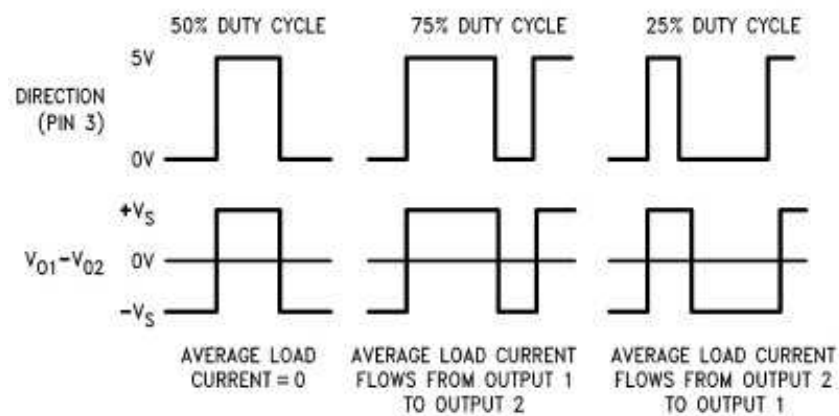 50% DUTY CYCLE
75% DUTY CYCLE
25% DUTY CYCLE
5V
DIRECTION
(PIN 3)
0V
+VS
VO1−VO2
0V
−VS
AVERAGE LOAD
CURRENT = 0
AVERAGE LOAD CURRENT
FLOWS FROM OUTPUT 1
TO OUTPUT 2
AVERAGE LOAD CURRENT
FLOWS FROM OUTPUT 2
TO OUTPUT 1